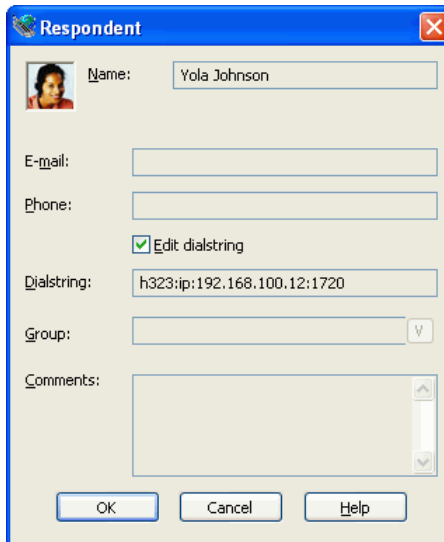 Respondent
Name: Yola Johnson
E-mail:
Phone:
Edit dialstring
Dialstring: h323:ip:192.168.100.12:1720
Group: V
Comments:
OK Cancel Help